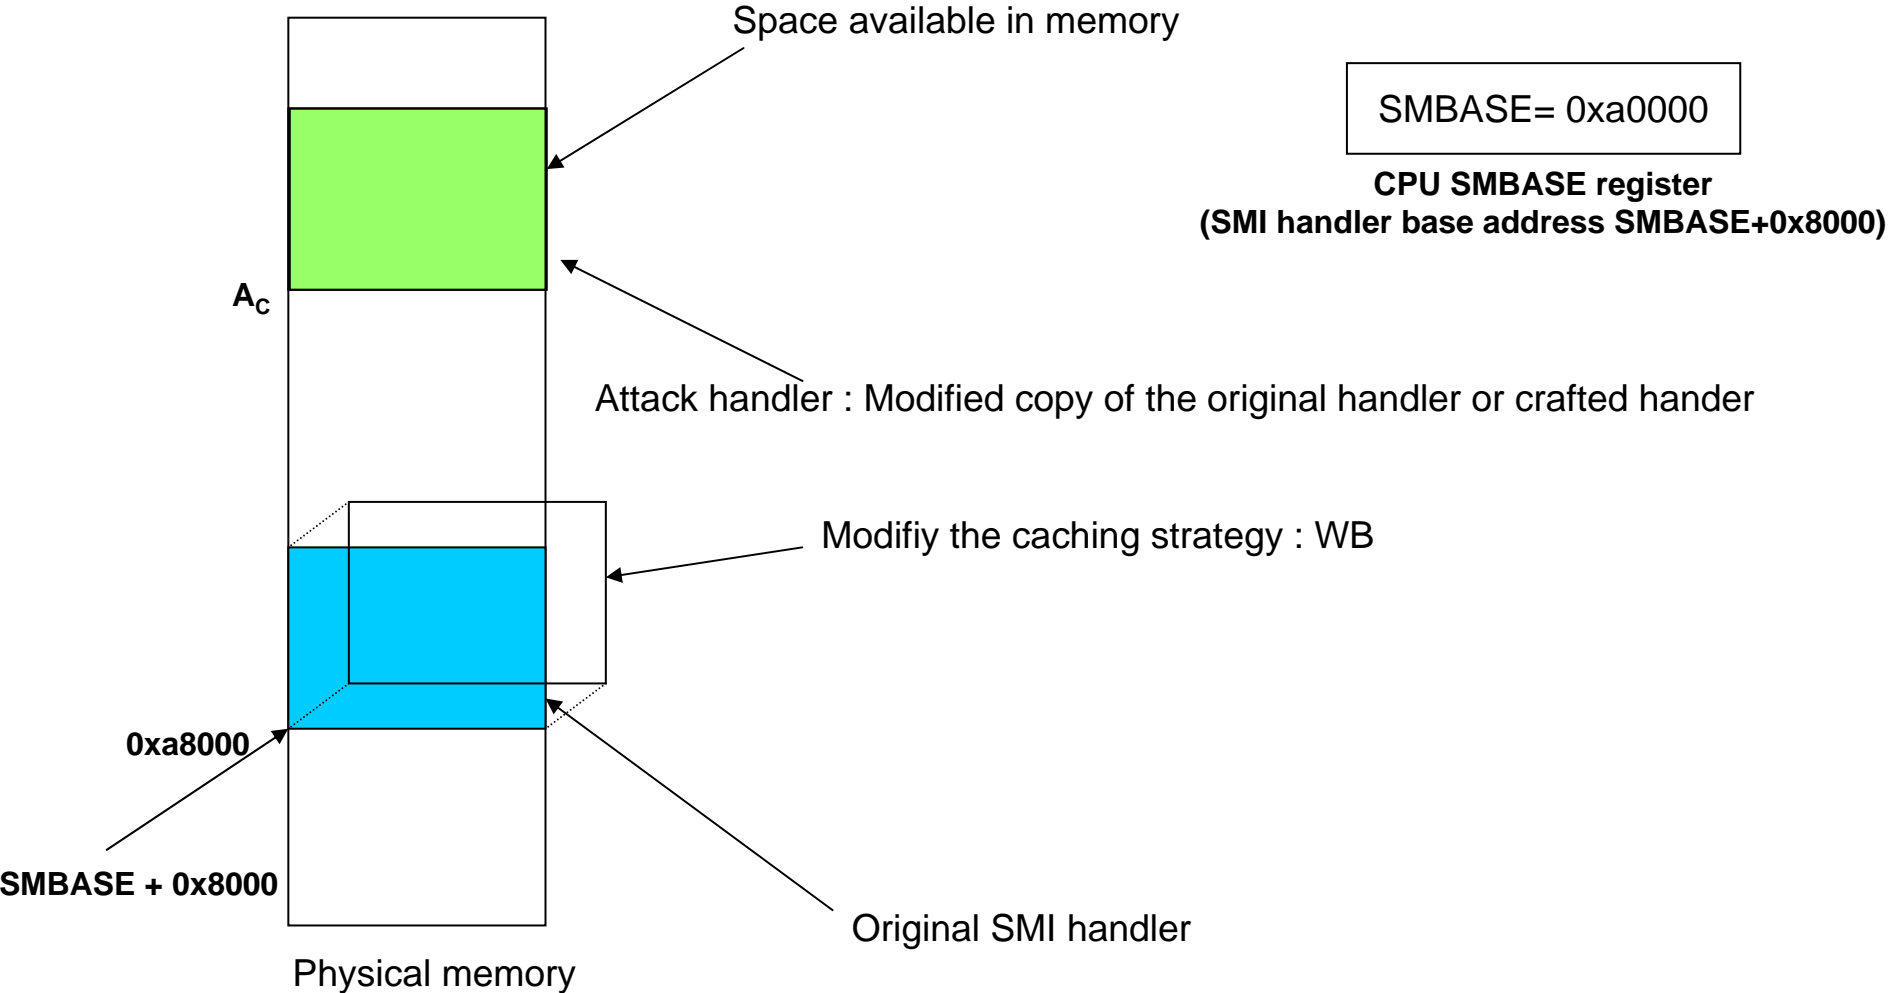 Space available in memory
SMBASE= 0xa0000
CPU SMBASE register
(SMI handler base address SMBASE+0x8000)
AC
Attack handler : Modified copy of the original handler or crafted hander
Modifiy the caching strategy : WB
0xa8000
SMBASE + 0x8000
Original SMI handler
Physical memory